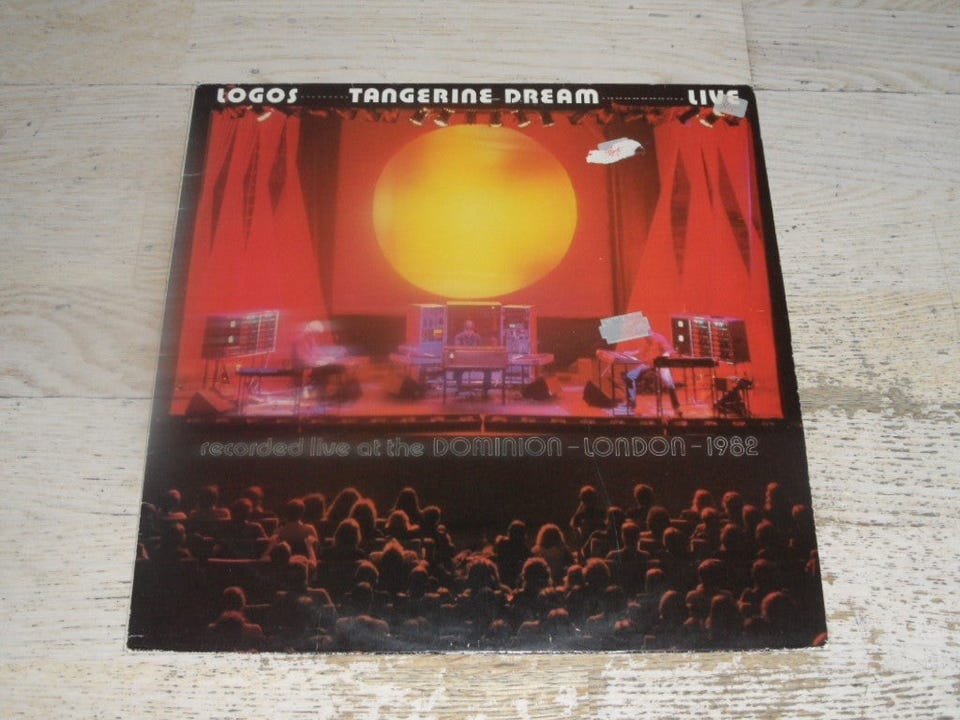 LOGOS........TANGERINE DREAM............LIVE
recorded live at the DOMINION - LONDON - 1982